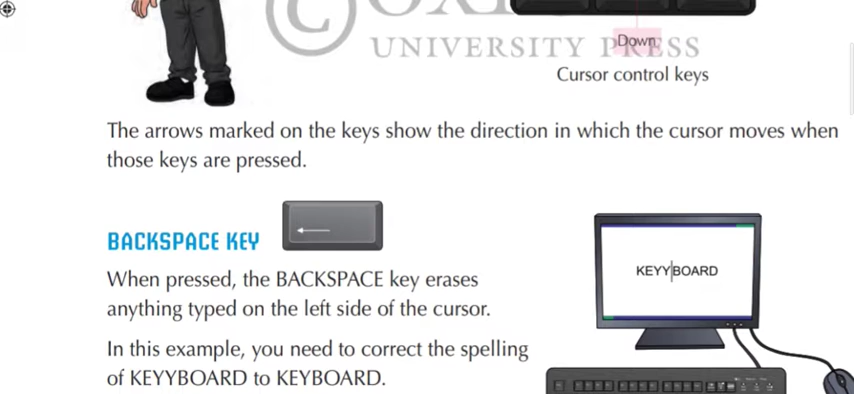 UNIVERSITY PRESS
Down
Cursor control keys
The arrows marked on the keys show the direction in which the cursor moves when
those keys are pressed.
BACKSPACE KEY
When pressed, the BACKSPACE key erases
anything typed on the left side of the cursor.
KEYYBOARD
In this example, you need to correct the spelling
of KEYYBOARD to KEYBOARD.